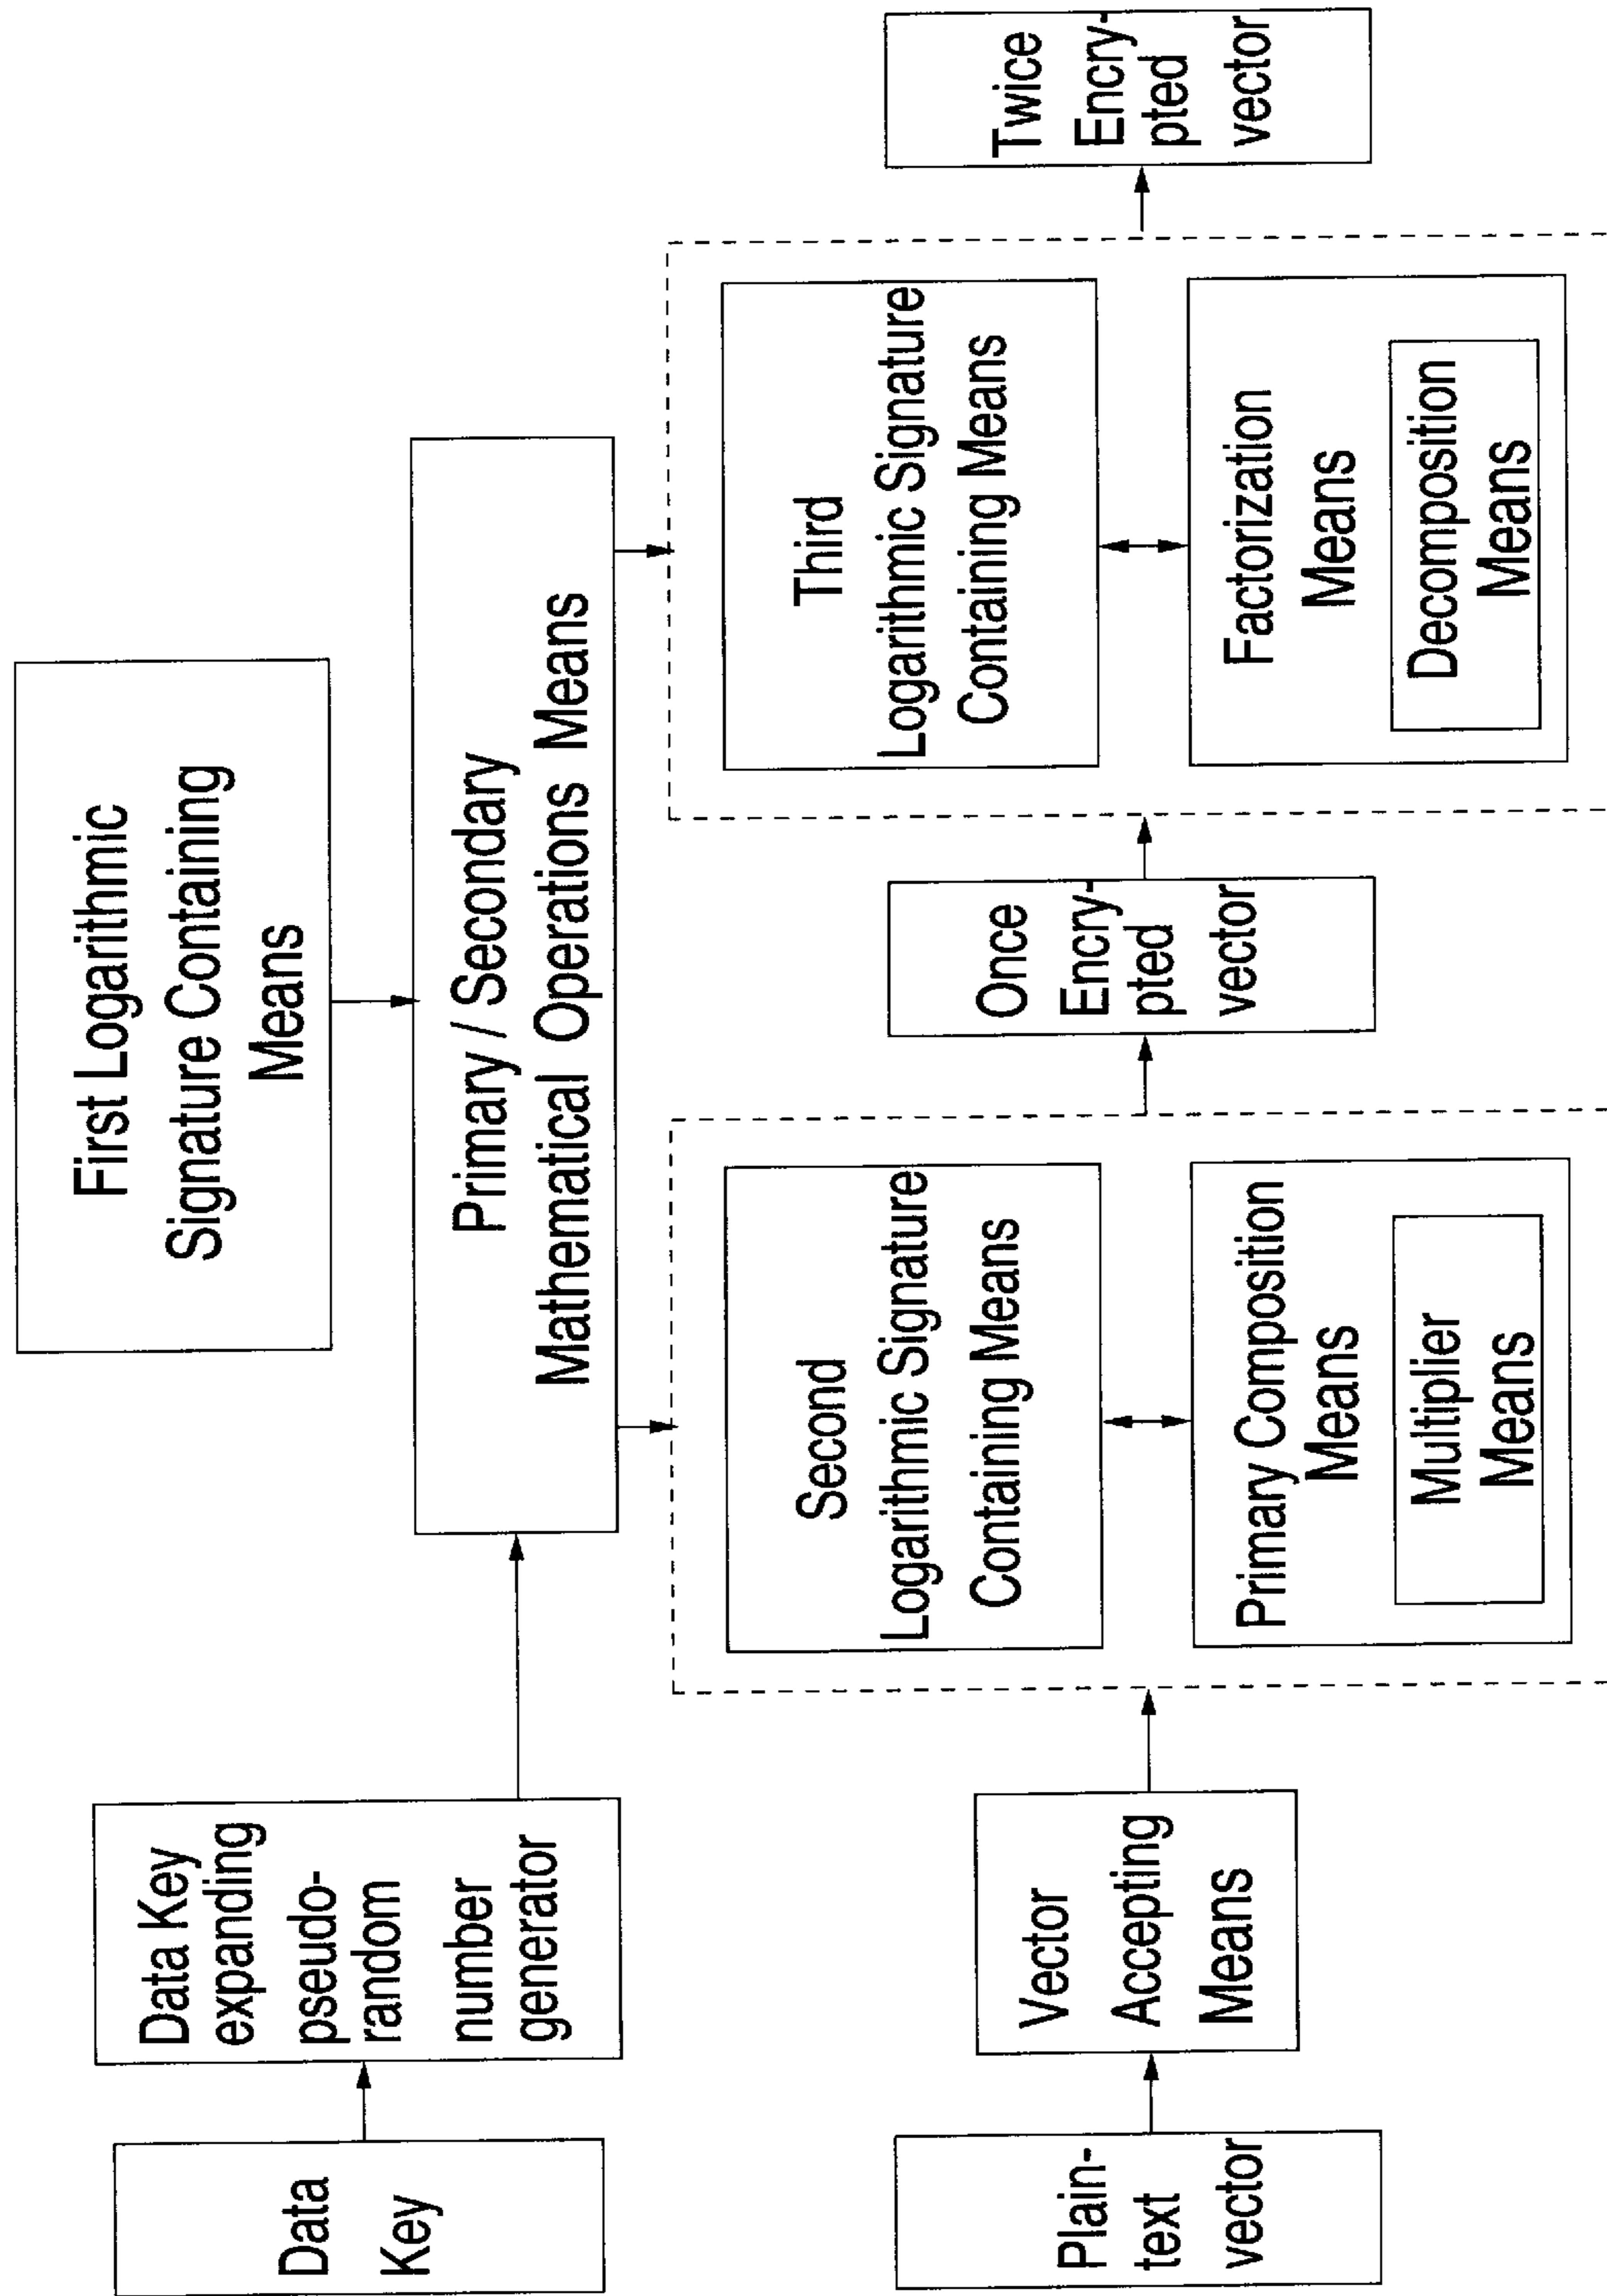 First Logarithmic
Signature Containing
Means
Data
Key
Data Key
expanding
pseudo-
random
number
generator
Primary / Secondary
Mathematical Operations Means
Plain-
text
vector
Vector
Accepting
Means
Second
Logarithmic Signature
Containing Means
Primary Composition
Means
Multiplier
Means
Once
Encry-
pted
vector
Third
Logarithmic Signature
Containing Means
Factorization
Means
Decomposition
Means
Twice
Encry-
pted
vector